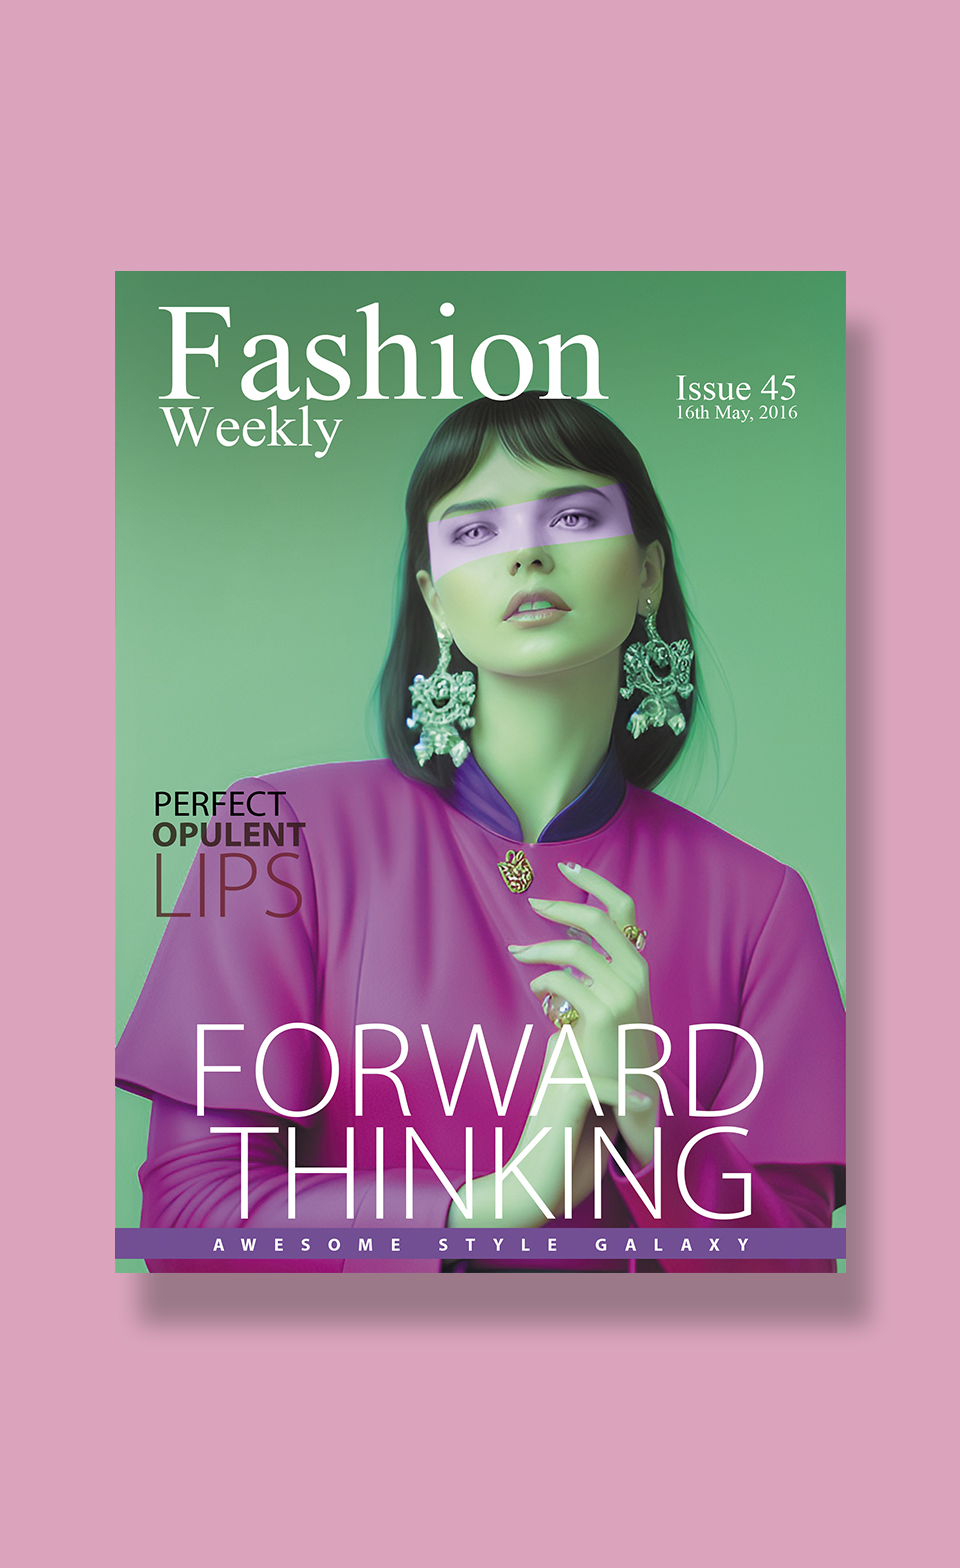 Fashion
Weekly
Issue 45
16th May, 2016
PERFECT
OPULENT
LIPS
FORWARD
THINKING
AWESOME STYLE GALAXY